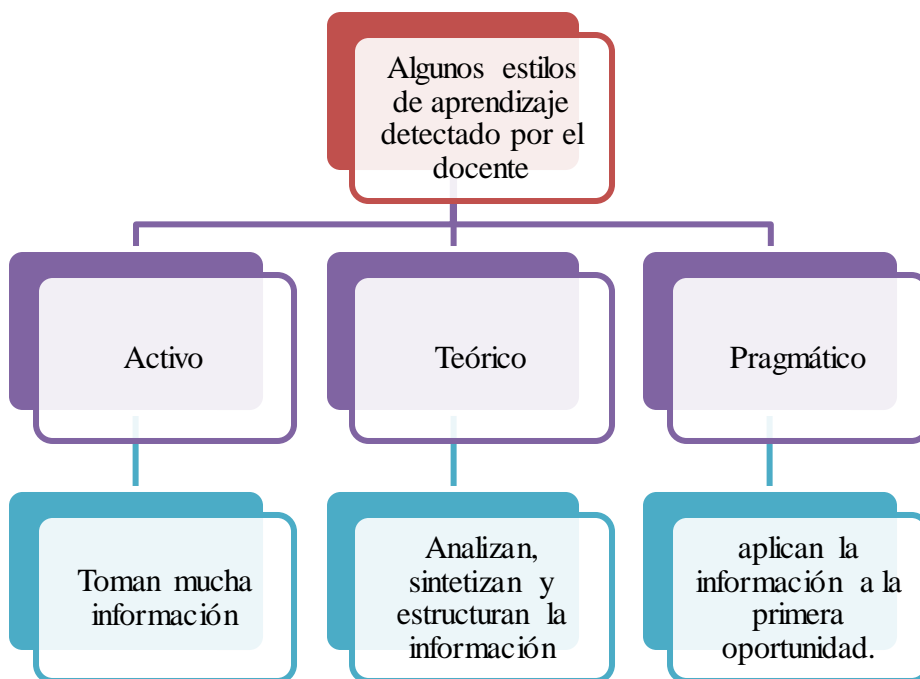 Algunos estilos
de aprendizaje
detectado por el
docente
Activo
Teórico
Pragmático
Toman mucha
información
Analizan,
sintetizan y
estructuran la
información
aplican la
información a la
primera
oportunidad.